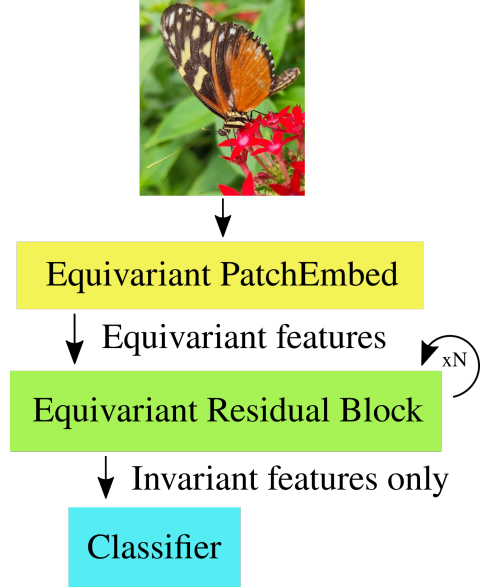 Equivariant PatchEmbed
Equivariant features
xN
Equivariant Residual Block
Invariant features only
Classifier